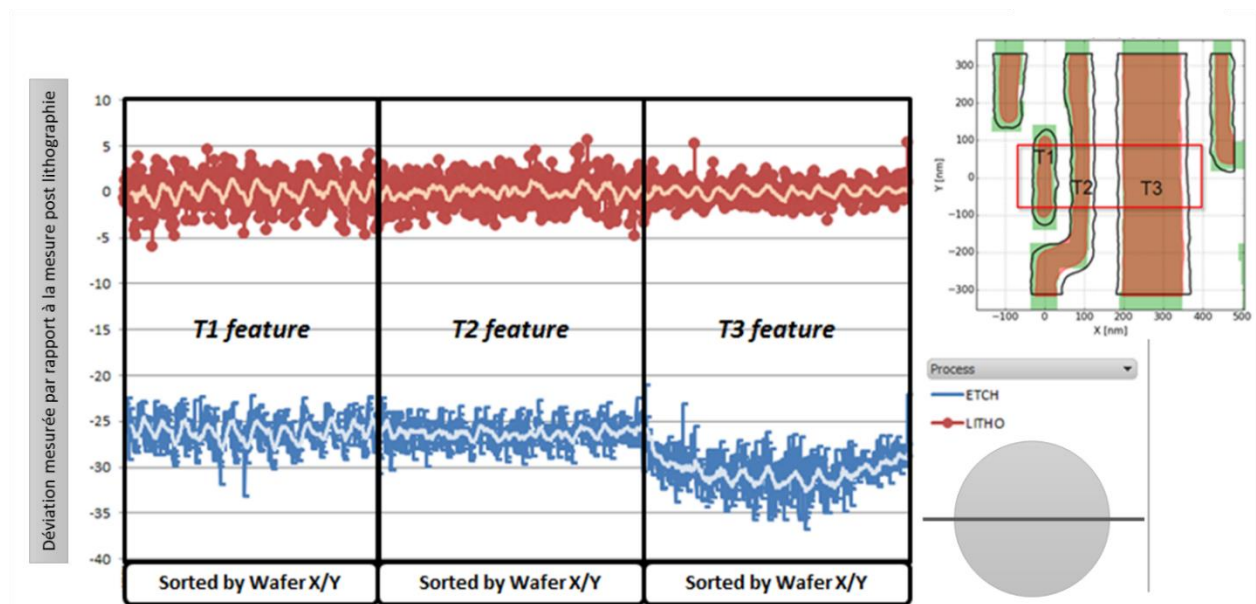 Déviation mesurée par rapport à la mesure post lithographie
10
5
0
-5
-10
-15
-20
-25
-30
-35
-40
T1 feature
T2 feature
T3 feature
Sorted by Wafer X/Y
Sorted by Wafer X/Y
Sorted by Wafer X/Y
Y [nm]
300
200
100
0
−100
−200
−300
T1
T2
T3
−100 0 100 200 300 400 500
X [nm]
Process
ETCH
LITHO